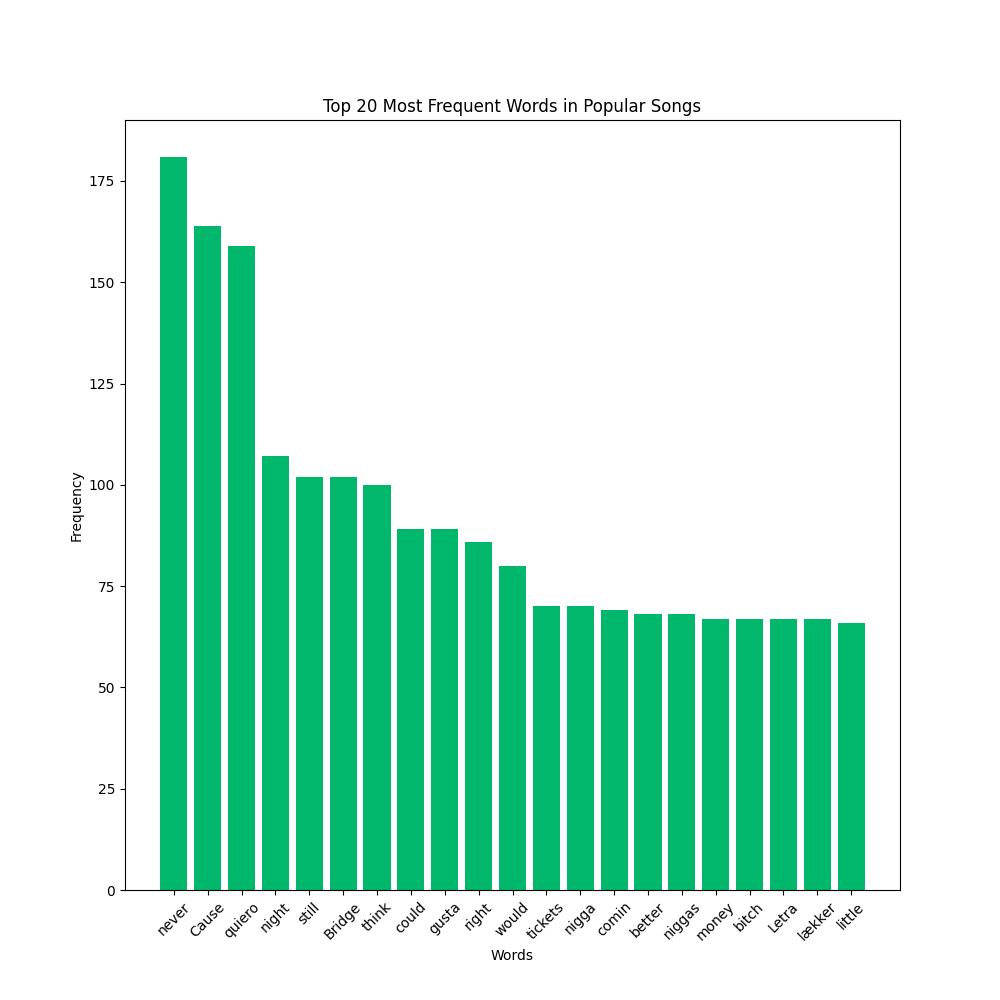 Top 20 Most Frequent Words in Popular Songs
Frequency
175
150
125
100
75
50
25
0
never Cause quiero night still Bridge think could gusta right would tickets nigga comin better niggas money bitch Letra lækker little
Words